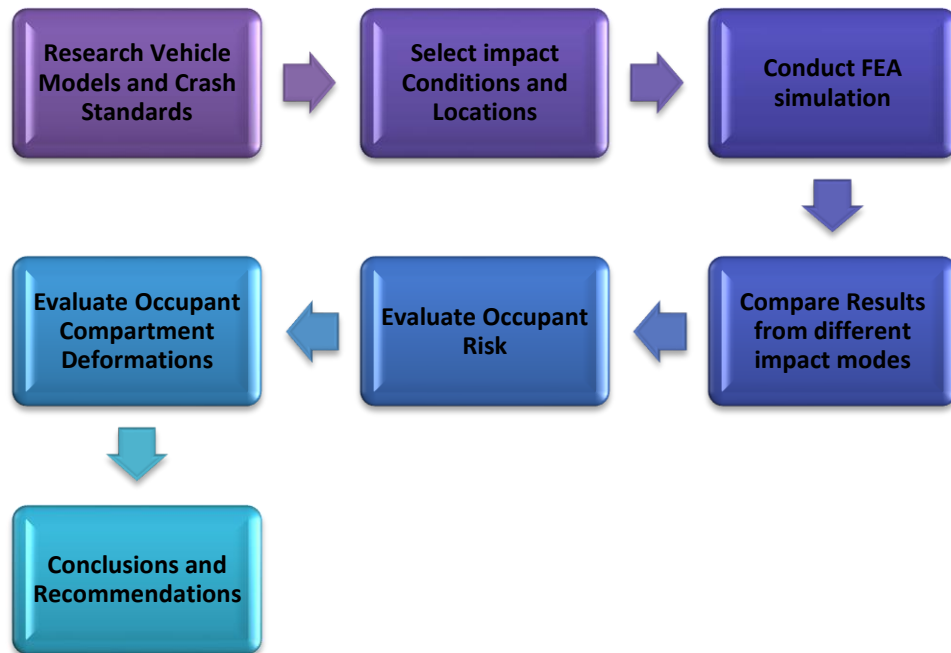 Research Vehicle
Models and Crash
Standards
Select impact
Conditions and
Locations
Conduct FEA
simulation
Compare Results
from different
impact modes
Evaluate Occupant
Risk
Evaluate Occupant
Compartment
Deformations
Conclusions and
Recommendations